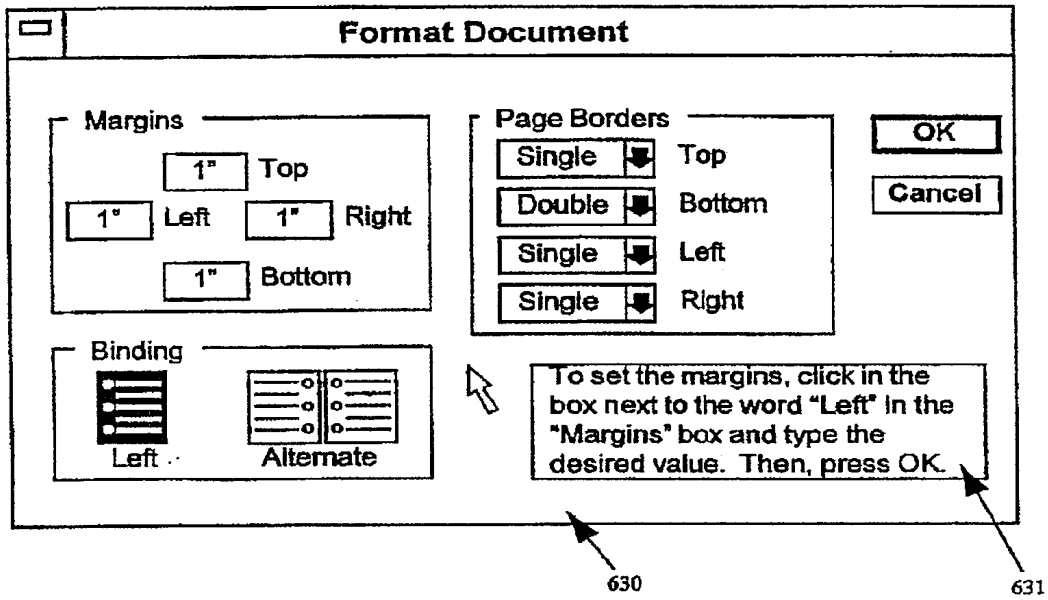 Format Document
Margins
1" Top
1" Left 1" Right
1" Bottom
Page Borders
Single Top
Double Bottom
Single Left
Single Right
OK
Cancel
Binding
Left
Alternate
To set the margins, click in the
box next to the word "Left" in the
"Margins" box and type the
desired value. Then, press OK.
630
631